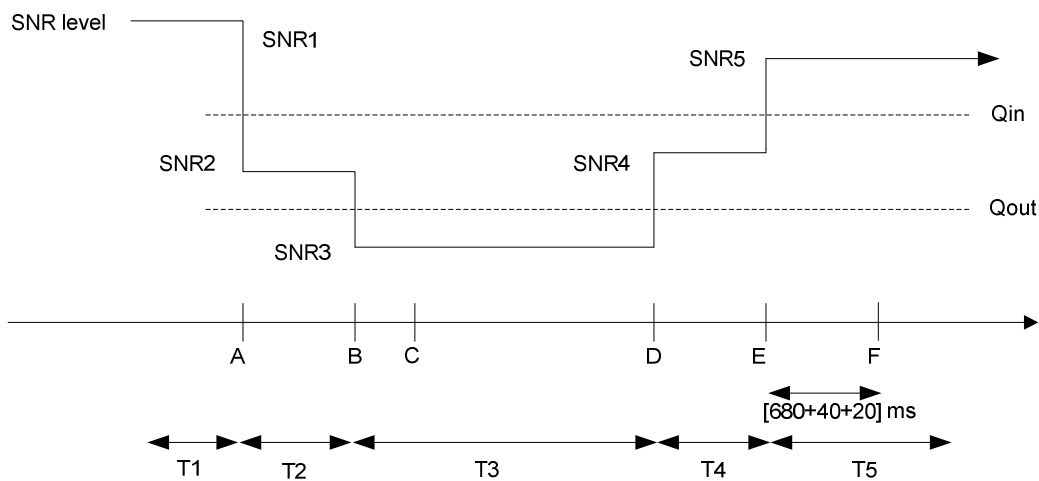 SNR level
SNR1
SNR5
Qin
SNR2
SNR4
Qout
SNR3
A
B
C
D
E
F
[680+40+20] ms
T1
T2
T3
T4
T5